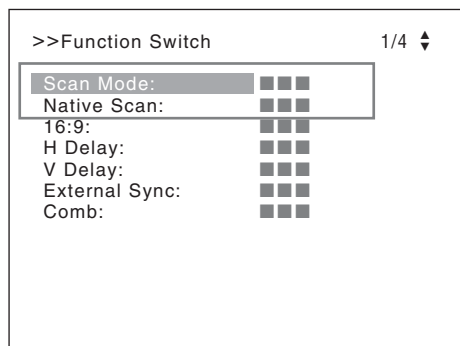 >>Function Switch 1/4
Scan Mode: ■■■
Native Scan: ■■■
16:9: ■■■
H Delay: ■■■
V Delay: ■■■
External Sync: ■■■
Comb: ■■■